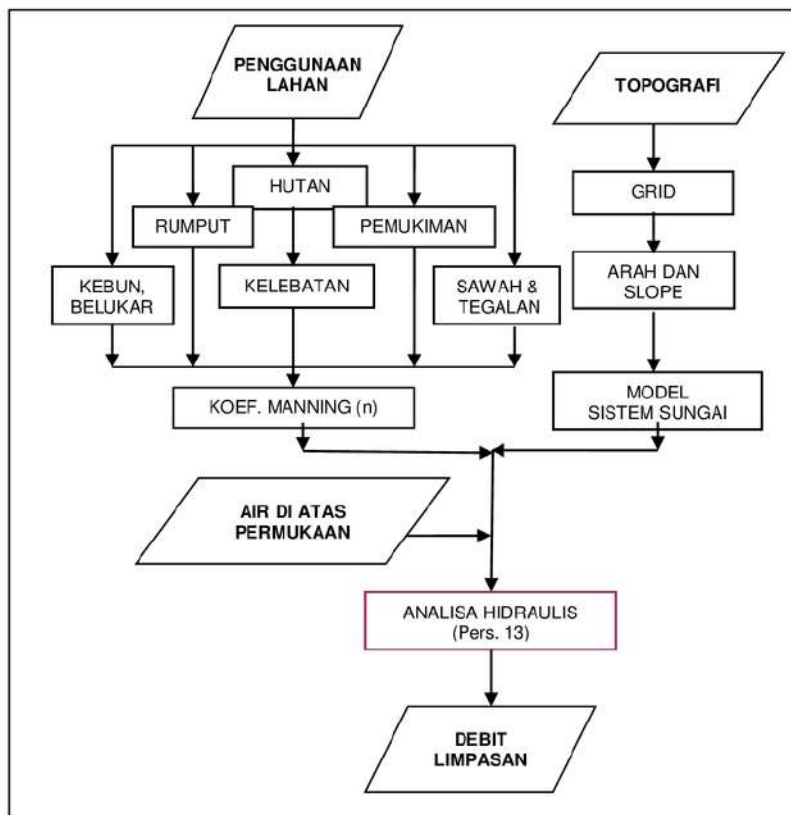 PENGGUNAAN
LAHAN
TOPOGRAFI
HUTAN
GRID
RUMPUT
PEMUKIMAN
KEBUN,
BELUKAR
KELEBATAN
SAWAH &
TEGALAN
ARAH DAN
SLOPE
KOEF. MANNING (n)
MODEL
SISTEM SUNGAI
AIR DI ATAS
PERMUKAAN
ANALISA HIDRAULIS
(Pers. 13)
DEBIT
LIMPASAN